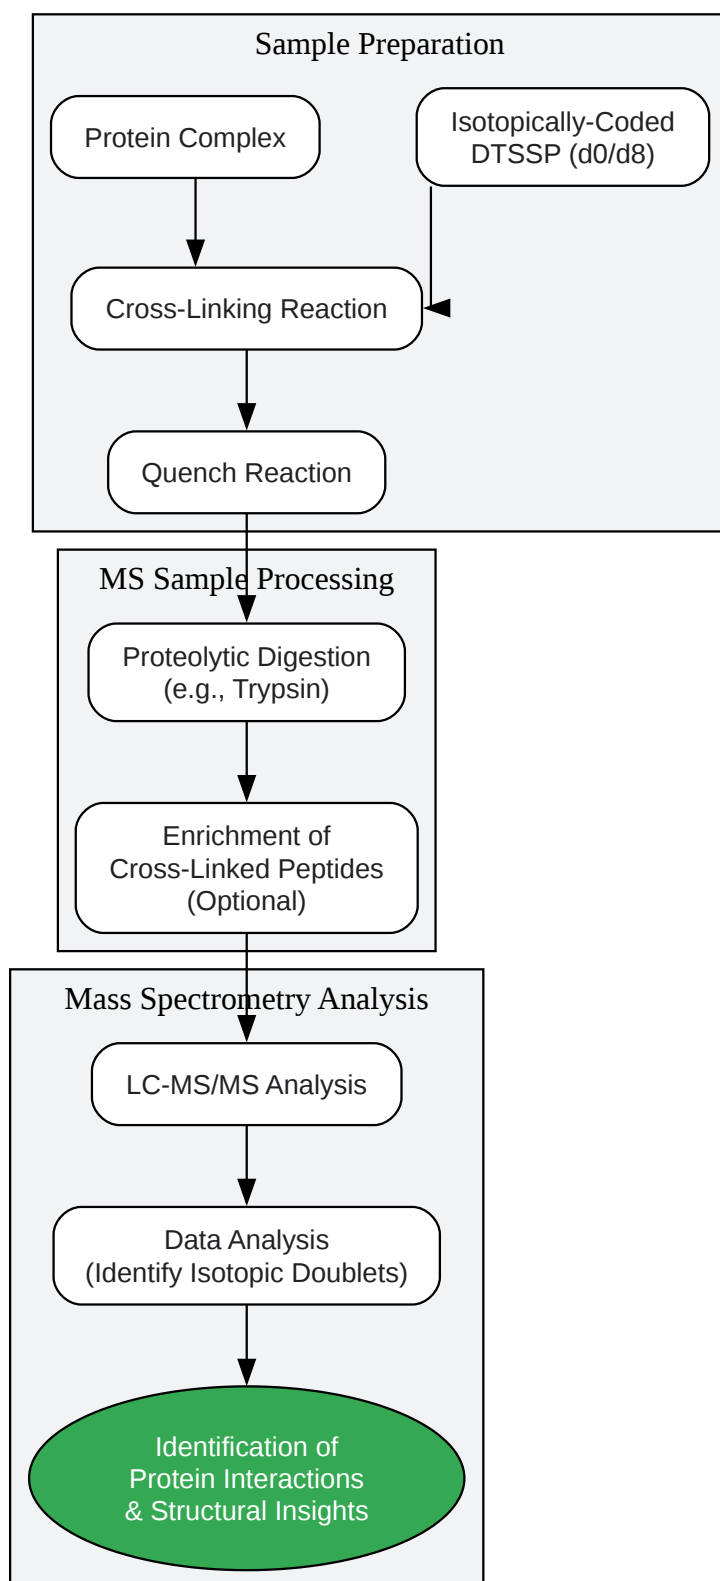 Sample Preparation
Protein Complex
Isotopically-Coded
DTSSP (d0/d8)
Cross-Linking Reaction
Quench Reaction
MS Sample Processing
Proteolytic Digestion
(e.g., Trypsin)
Enrichment of
Cross-Linked Peptides
(Optional)
Mass Spectrometry Analysis
LC-MS/MS Analysis
Data Analysis
(Identify Isotopic Doublets)
Identification of
Protein Interactions
& Structural Insights